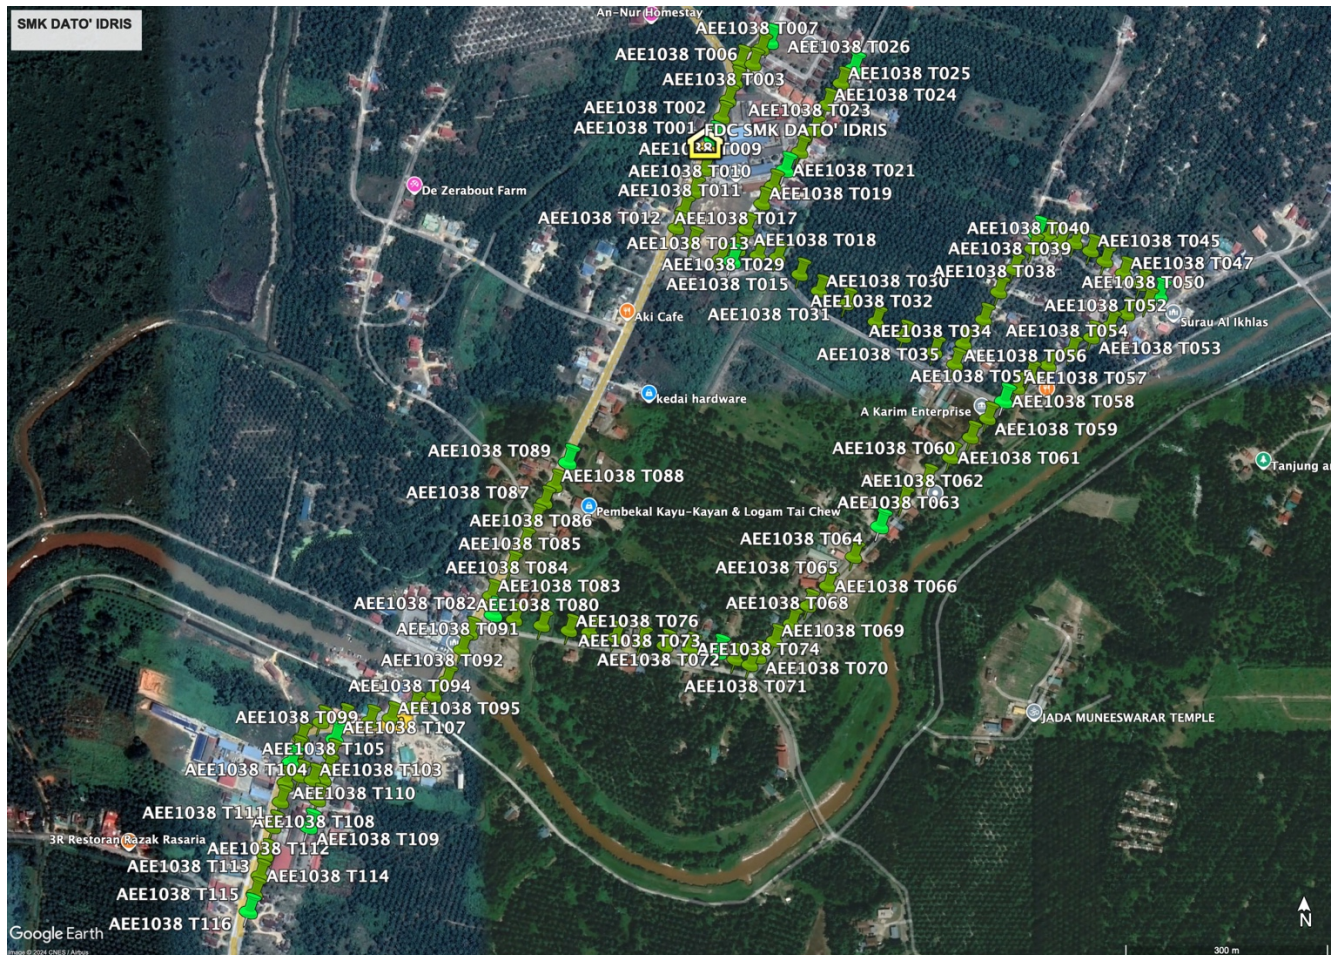 SMK DATO' IDRIS
An-Nur Homestay
AEE1038 T007
AEE1038 T006
AEE1038 T026
AEE1038 T003
AEE1038 T025
AEE1038 T024
AEE1038 T002
AEE1038 T023
AEE1038 T001
FDC SMK DATO' IDRIS
T009
AEE1038 T010
AEE1038 T021
AEE1038 T011
AEE1038 T019
De Zerabout Farm
AEE1038 T012
AEE1038 T017
AEE1038 T013
AEE1038 T018
AEE1038 T029
AEE1038 T015
AEE1038 T040
AEE1038 T039
AEE1038 T045
AEE1038 T047
AEE1038 T038
AEE1038 T030
AEE1038 T050
AEE1038 T032
AEE1038 T052
AEE1038 T031
Aki Cafe
Surau Al Ikhlas
AEE1038 T034
AEE1038 T054
AEE1038 T053
AEE1038 T035
AEE1038 T056
AEE1038 T057
kedai hardware
AEE1038 T058
A Karim Enterprise
AEE1038 T059
AEE1038 T089
AEE1038 T060
AEE1038 T061
AEE1038 T088
AEE1038 T062
Tanjung
AEE1038 T087
AEE1038 T063
Pembekal Kayu-Kayan & Logam Tai Chew
AEE1038 T086
AEE1038 T064
AEE1038 T085
AEE1038 T084
AEE1038 T065
AEE1038 T083
AEE1038 T066
AEE1038 T082
AEE1038 T080
AEE1038 T068
AEE1038 T091
AEE1038 T076
AEE1038 T069
AEE1038 T073
AEE1038 T074
AEE1038 T092
AEE1038 T072
AEE1038 T070
AEE1038 T094
AEE1038 T071
AEE1038 T095
AEE1038 T099
AEE1038 T107
JADA MUNEESWARAR TEMPLE
AEE1038 T105
AEE1038 T104
AEE1038 T103
AEE1038 T110
AEE1038 T111
AEE1038 T108
3R Restoran Razak Rasaria
AEE1038 T109
AEE1038 T112
AEE1038 T113
AEE1038 T114
AEE1038 T115
AEE1038 T116
Google Earth
Image © 2024 CNES / Airbus
N
300 m